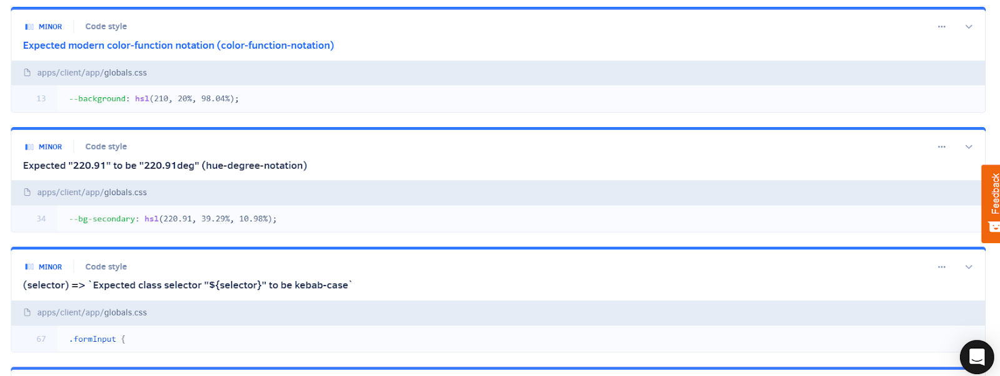 MINOR Code style
Expected modern color-function notation (color-function-notation)
apps/client/app/globals.css
13 --background: hsl(210, 20%, 98.04%);
MINOR Code style
Expected "220.91" to be "220.91deg" (hue-degree-notation)
apps/client/app/globals.css
34 --bg-secondary: hsl(220.91, 39.29%, 10.98%);
Feedback
MINOR Code style
(selector) => `Expected class selector "${selector}" to be kebab-case`
apps/client/app/globals.css
67 .formInput {